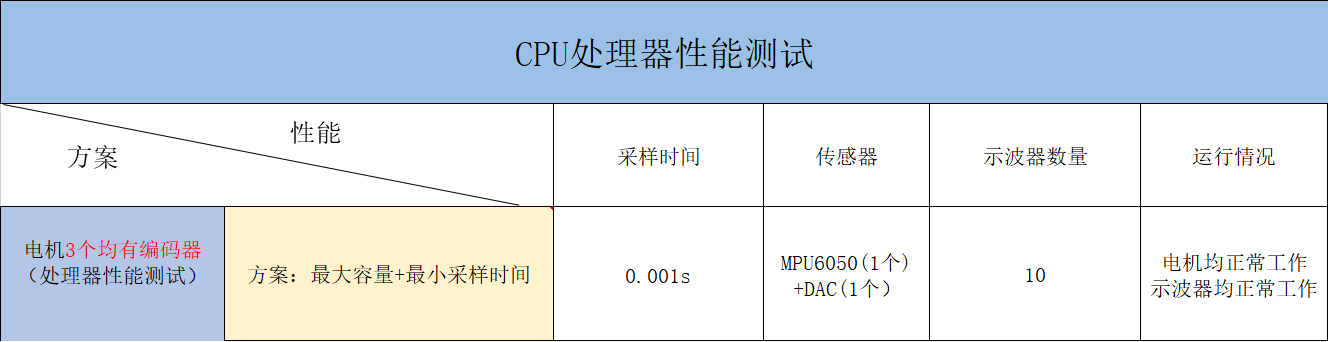 CPU处理器性能测试
性能
方案
采样时间
传感器
示波器数量
运行情况
电机3个均有编码器
（处理器性能测试）
方案：最大容量+最小采样时间
0.001s
MPU6050(1个)
+DAC(1个）
10
电机均正常工作
示波器均正常工作